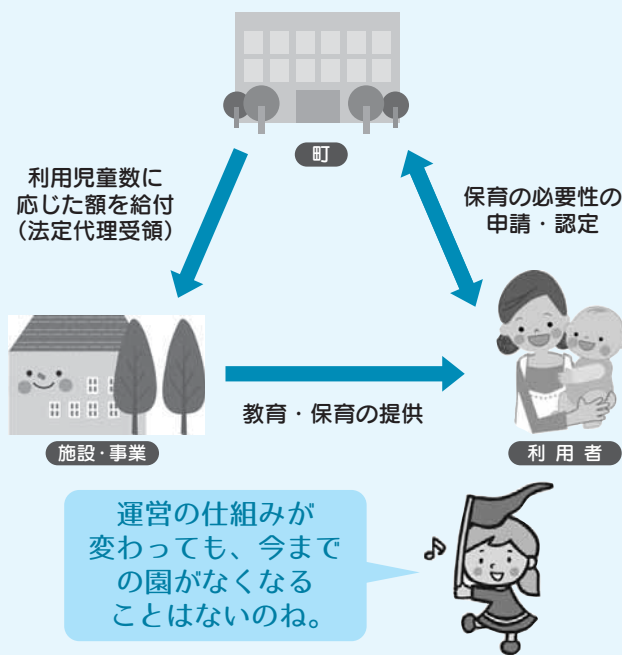 町
利用児童数に
応じた額を給付
（法定代理受領）
保育の必要性の
申請・認定
教育・保育の提供
施設・事業
利用者
運営の仕組みが
変わっても、今まで
の園がなくなる
ことはないのね。